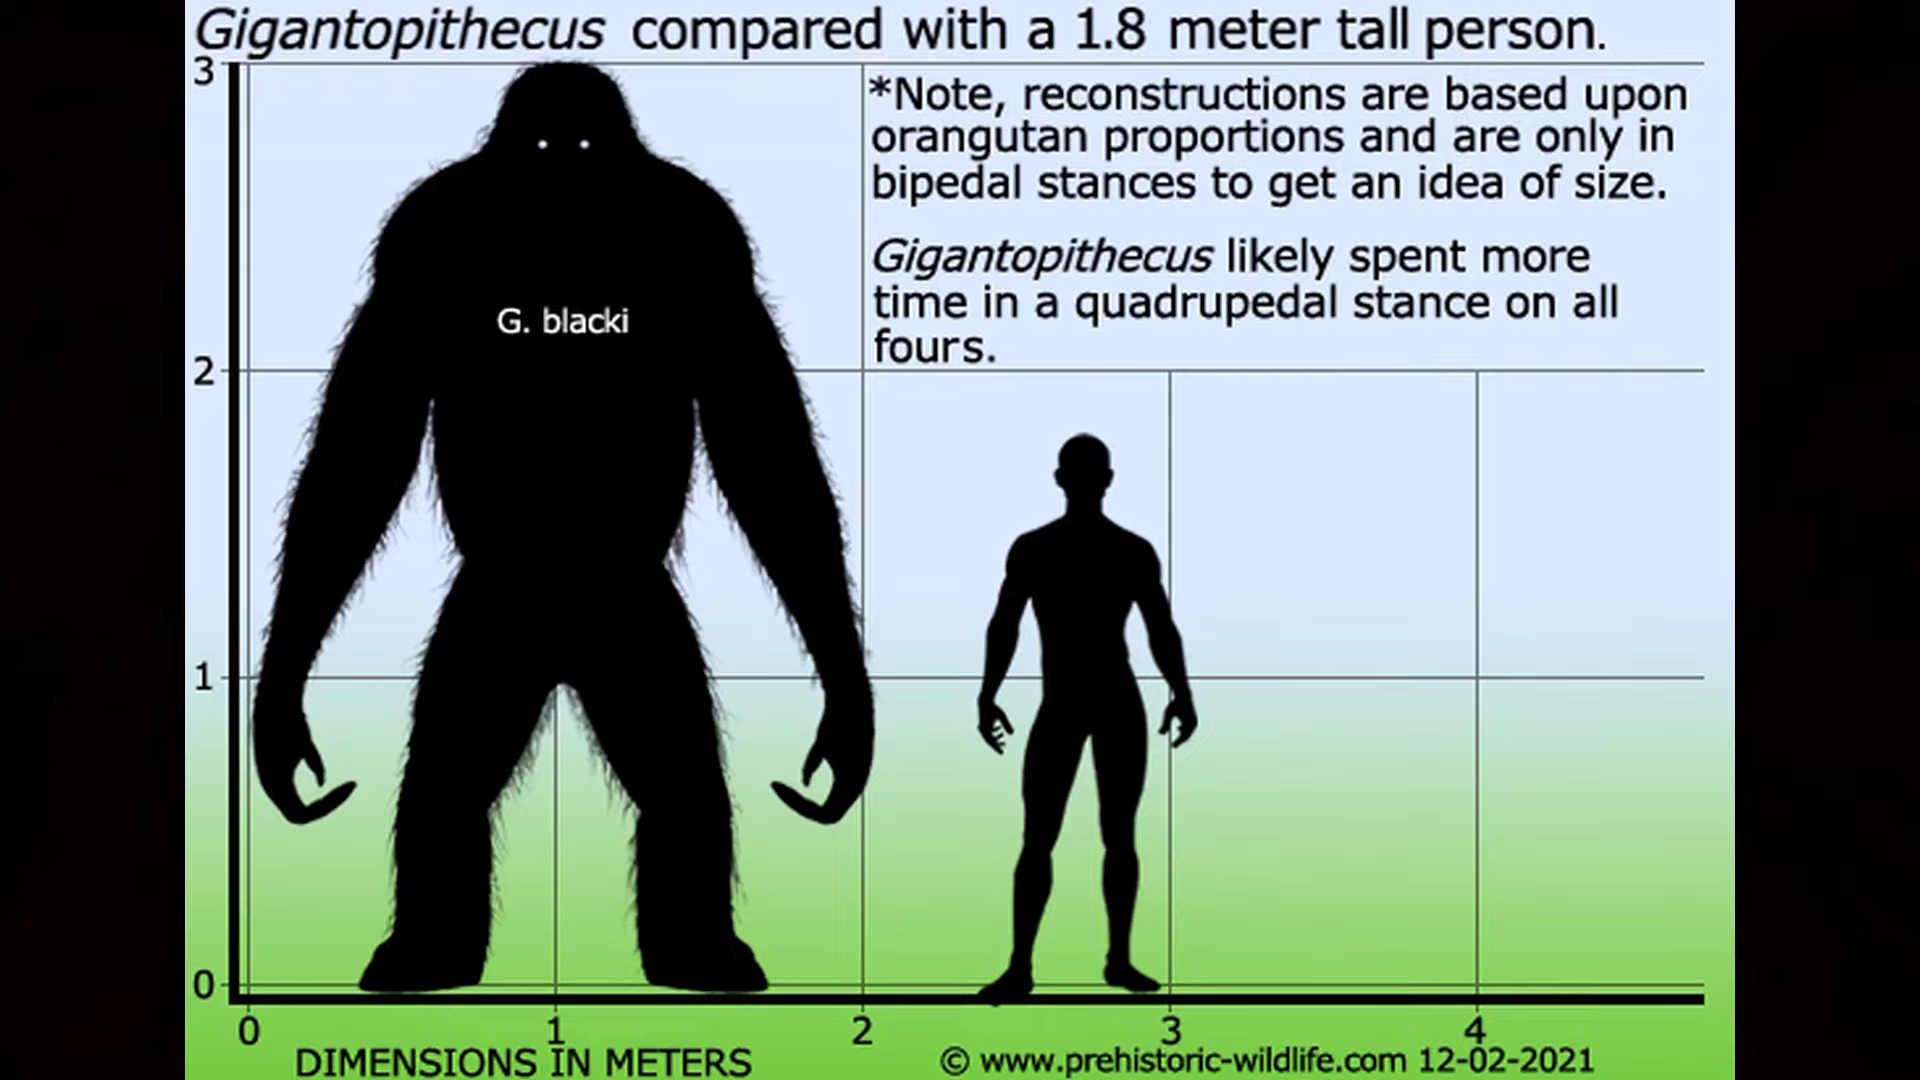 Gigantopithecus compared with a 1.8 meter tall person.
3
*Note, reconstructions are based upon
orangutan proportions and are only in
bipedal stances to get an idea of size.
Gigantopithecus likely spent more
time in a quadrupedal stance on all
fours.
G. blacki
2
1
0
0 1 2 3 4
DIMENSIONS IN METERS
© www.prehistoric-wildlife.com 12-02-2021